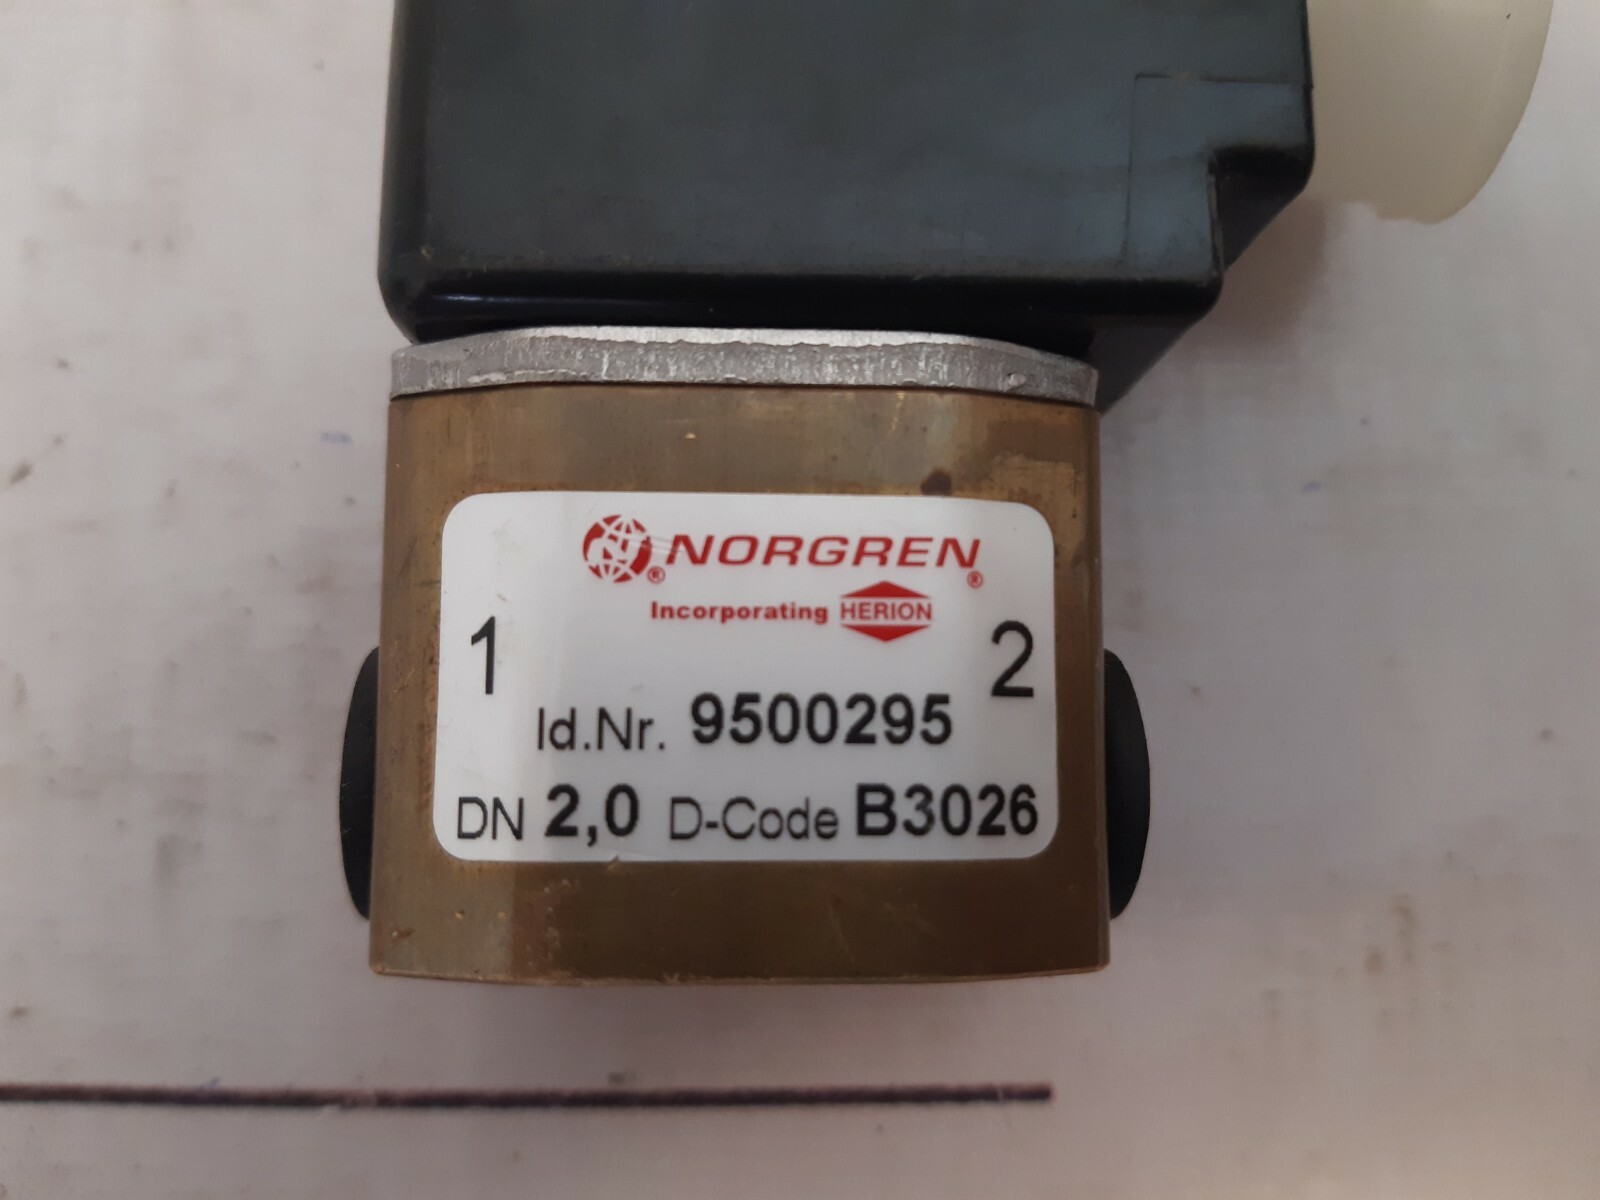 N® NORGREN®
Incorporating HERION
1 2
Id.Nr. 9500295
DN 2,0 D-Code B3026